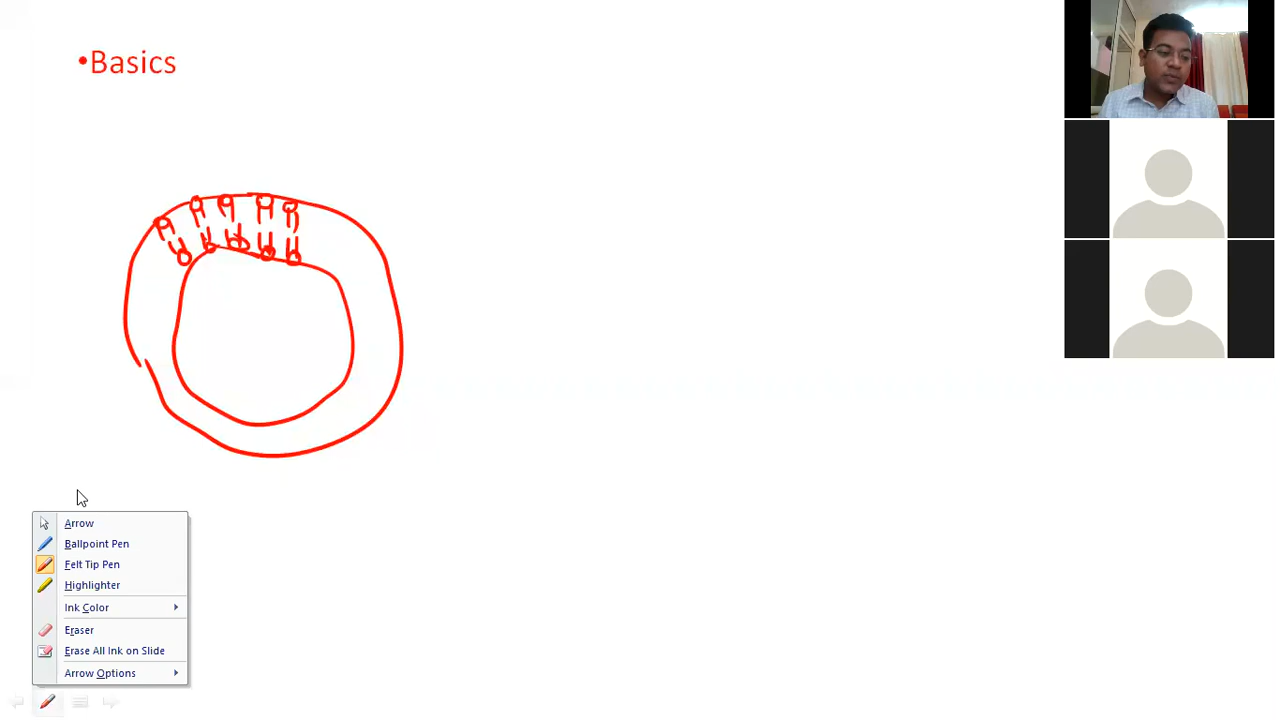 •Basics
Arrow
Ballpoint Pen
Felt Tip Pen
Highlighter
Ink Color
Eraser
Erase All Ink on Slide
Arrow Options